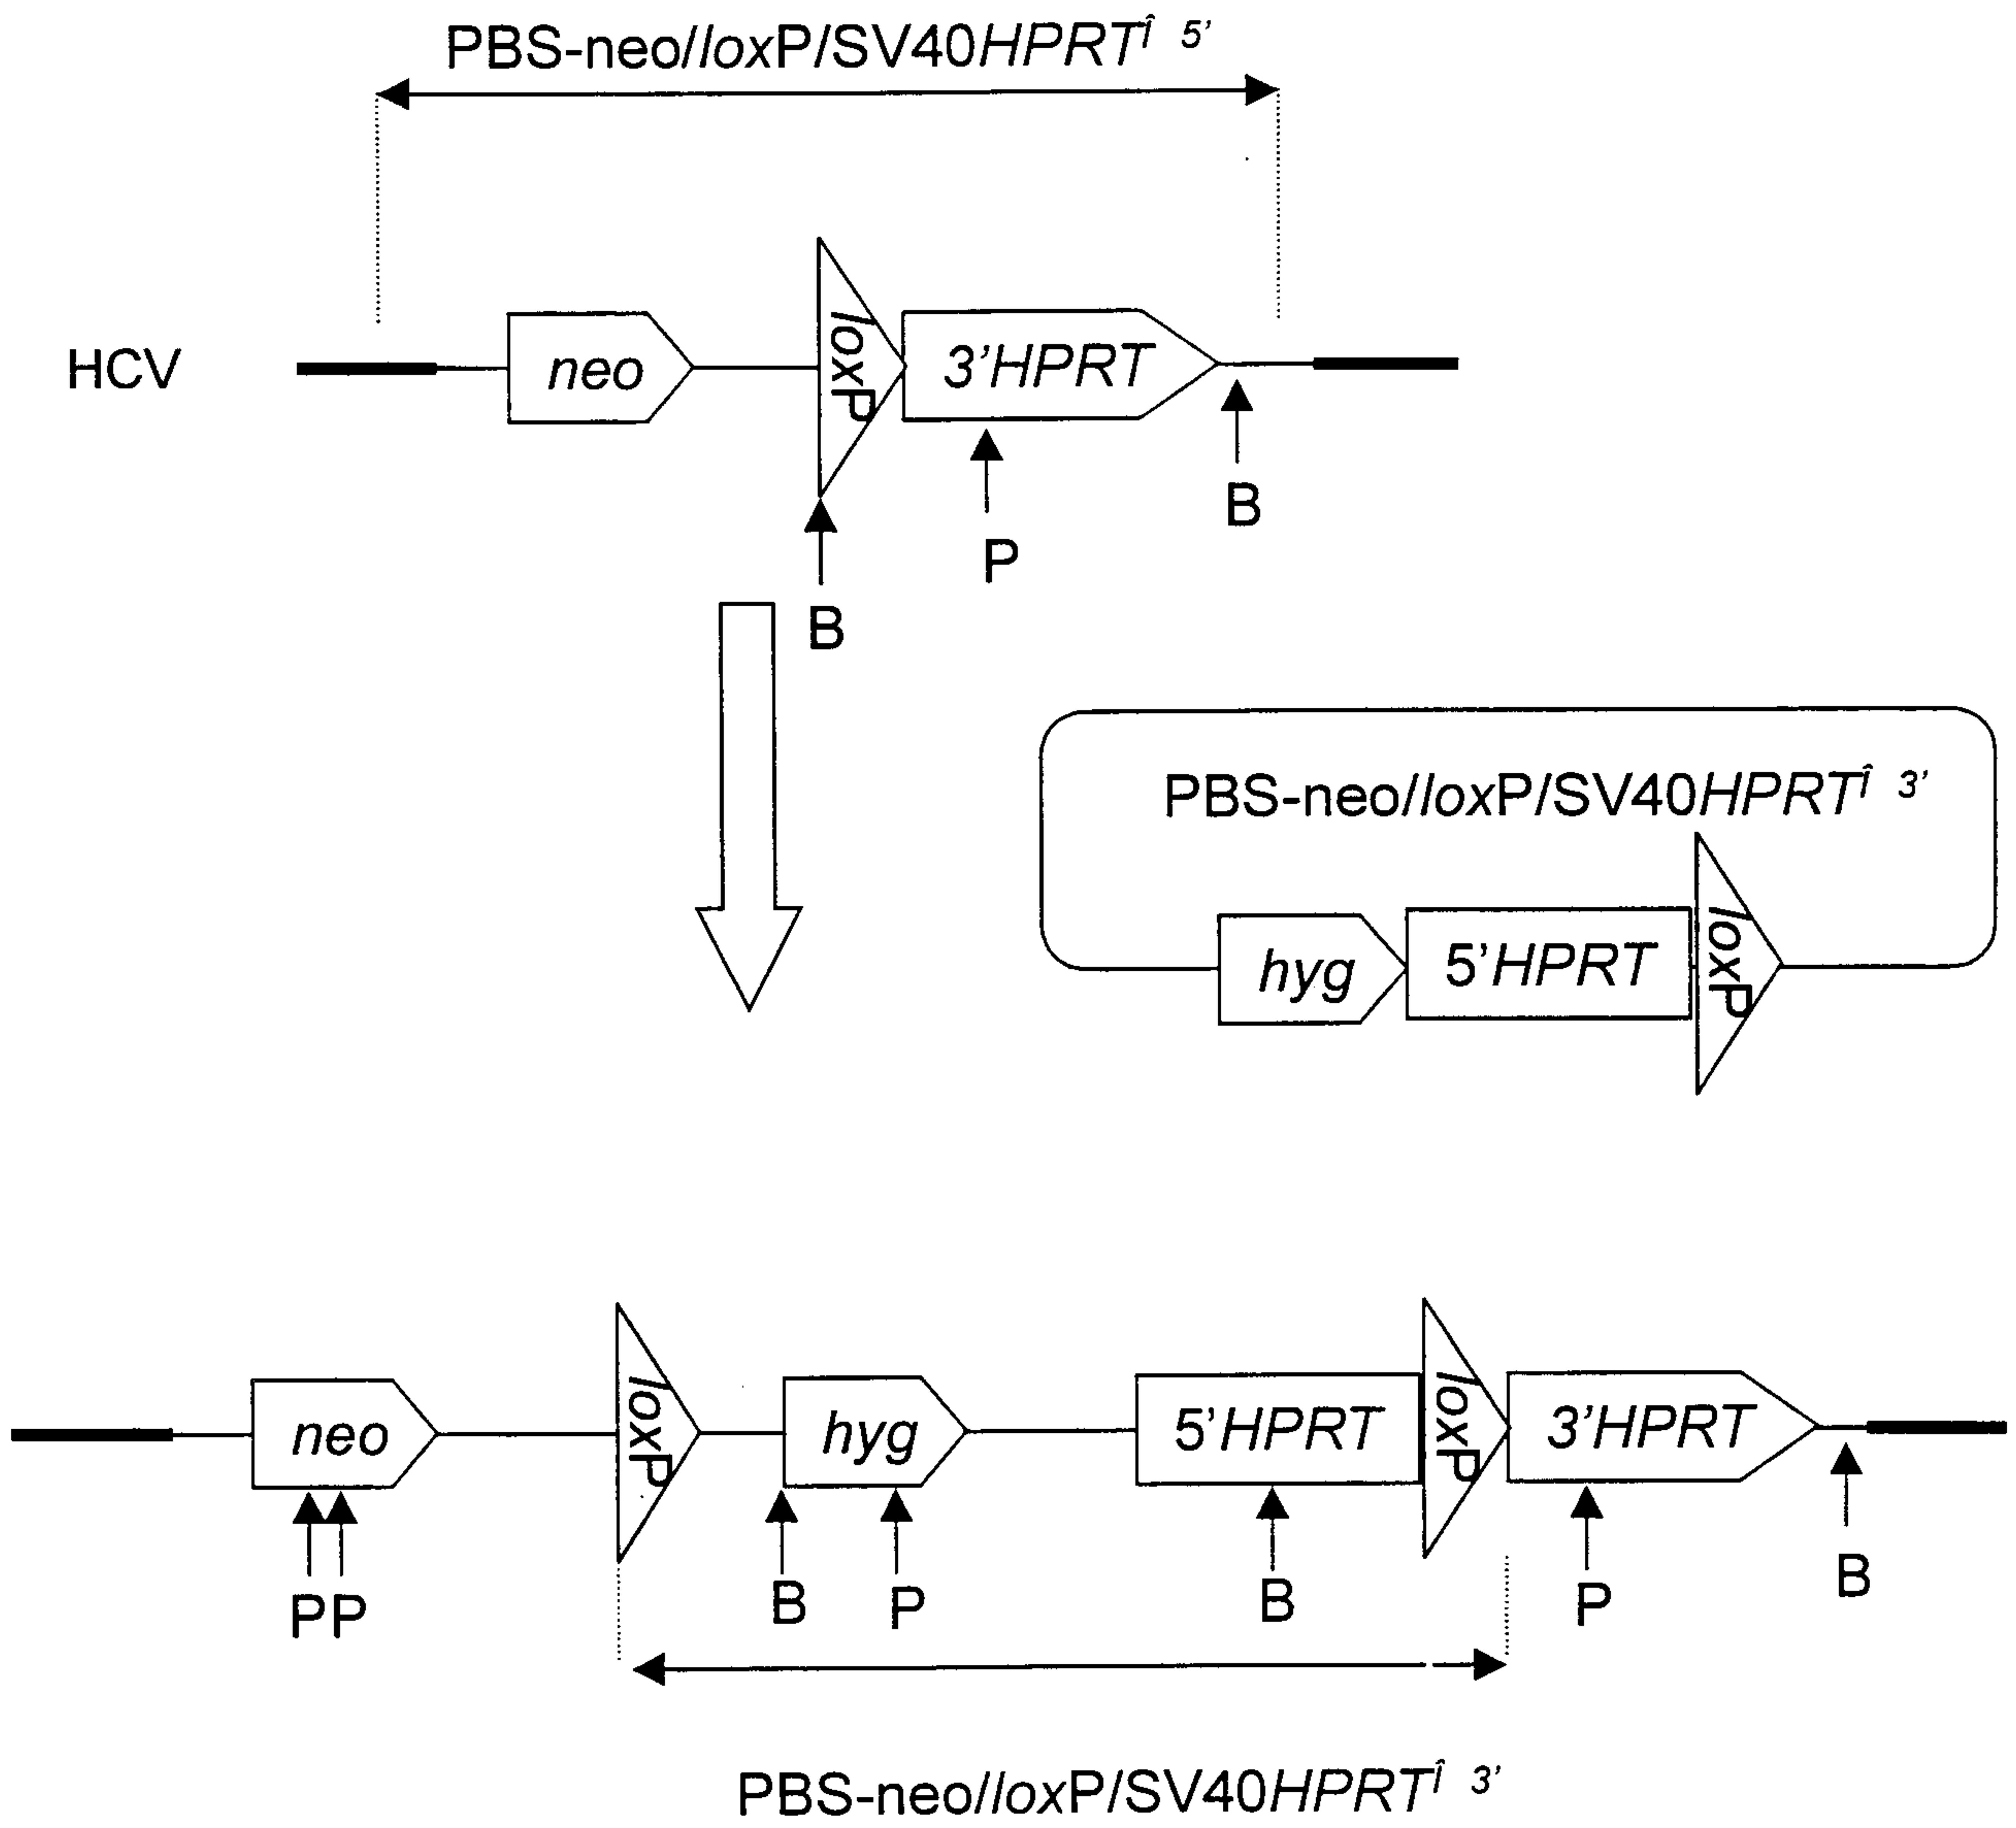 PBS-neo//loxP/SV40HPRTÎ 5'
HCV
neo
loxP
3'HPRT
B
P
B
PBS-neo//loxP/SV40HPRTÎ 3'
hyg
5'HPRT
loxP
neo
loxP
hyg
5'HPRT
loxP
3'HPRT
PP
B
P
B
P
B
PBS-neo//loxP/SV40HPRTÎ 3'